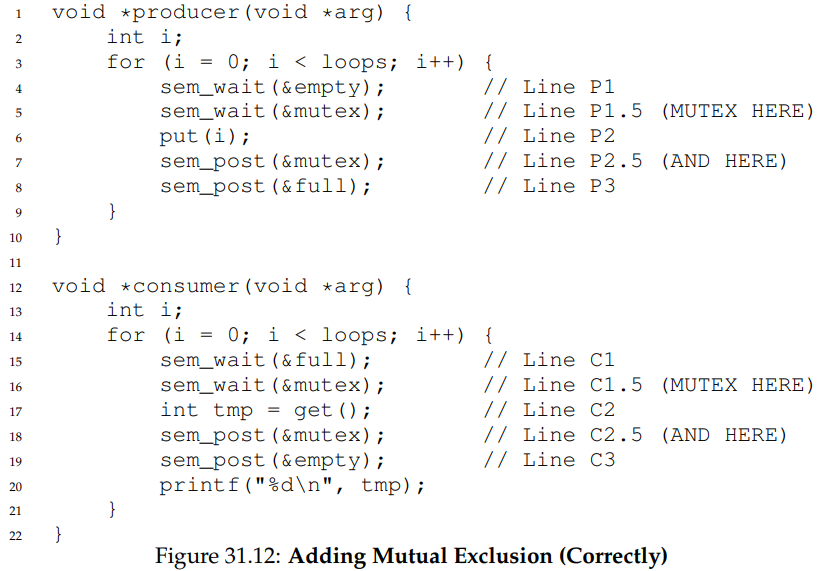 1 void *producer(void *arg) {
2 int i;
3 for (i = 0; i < loops; i++) {
4 sem_wait(&empty); // Line P1
5 sem_wait(&mutex); // Line P1.5 (MUTEX HERE)
6 put(i); // Line P2
7 sem_post(&mutex); // Line P2.5 (AND HERE)
8 sem_post(&full); // Line P3
9 }
10 }
11
12 void *consumer(void *arg) {
13 int i;
14 for (i = 0; i < loops; i++) {
15 sem_wait(&full); // Line C1
16 sem_wait(&mutex); // Line C1.5 (MUTEX HERE)
17 int tmp = get(); // Line C2
18 sem_post(&mutex); // Line C2.5 (AND HERE)
19 sem_post(&empty); // Line C3
20 printf("%d\n", tmp);
21 }
22 }
Figure 31.12: Adding Mutual Exclusion (Correctly)